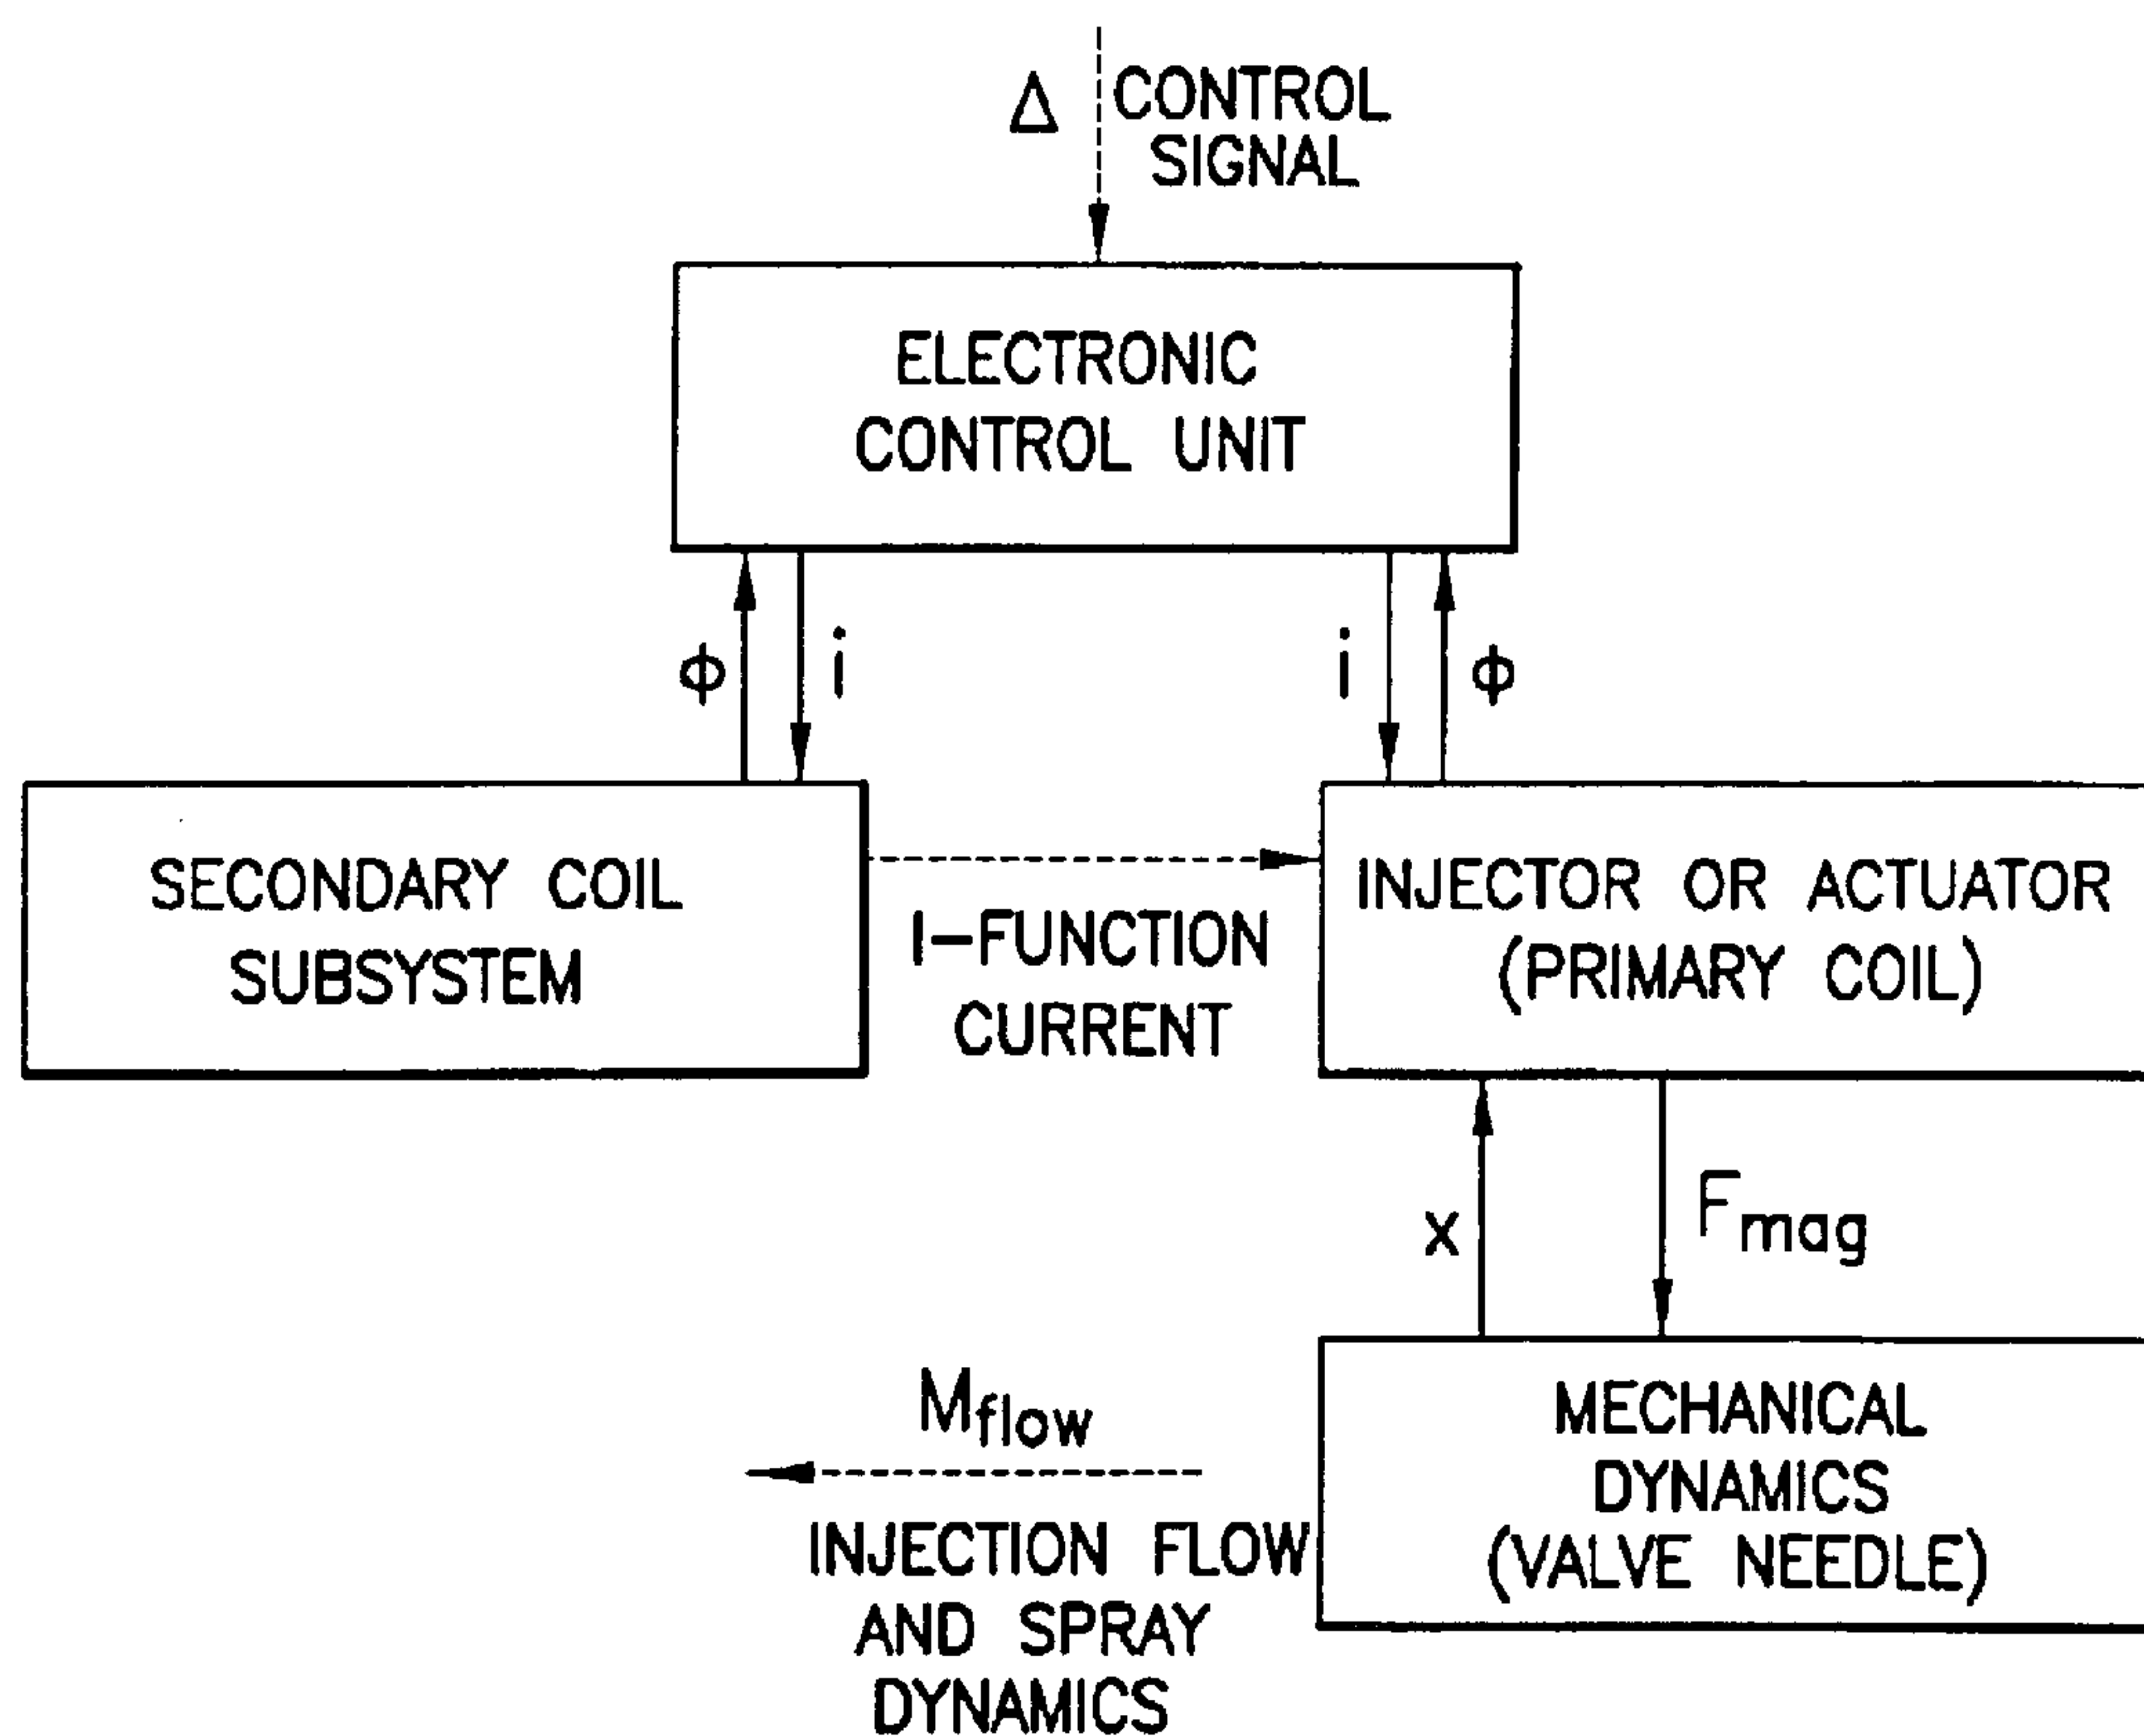 Δ
CONTROL
SIGNAL
ELECTRONIC
CONTROL UNIT
ϕ
i
i
ϕ
SECONDARY COIL
SUBSYSTEM
I-FUNCTION
CURRENT
INJECTOR OR ACTUATOR
(PRIMARY COIL)
x
Fmag
Mflow
INJECTION FLOW
AND SPRAY
DYNAMICS
MECHANICAL
DYNAMICS
(VALVE NEEDLE)